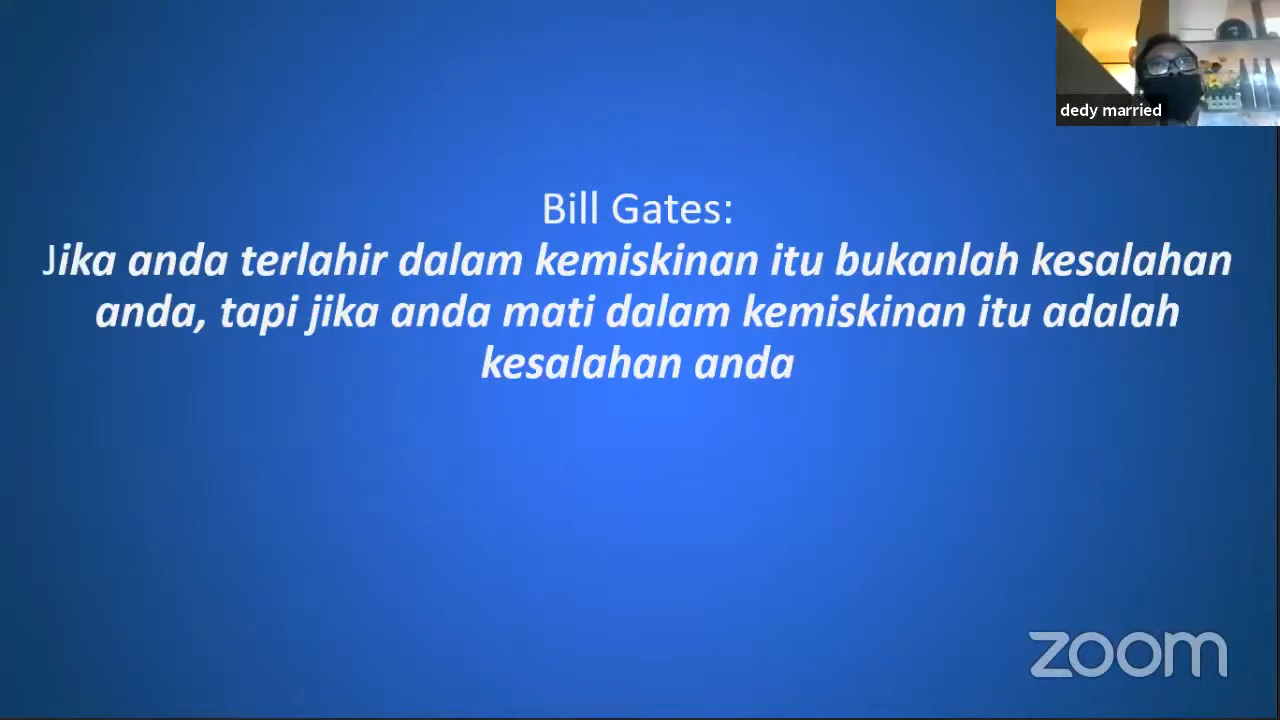 dedy married
Bill Gates:
Jika anda terlahir dalam kemiskinan itu bukanlah kesalahan
anda, tapi jika anda mati dalam kemiskinan itu adalah
kesalahan anda
zoom